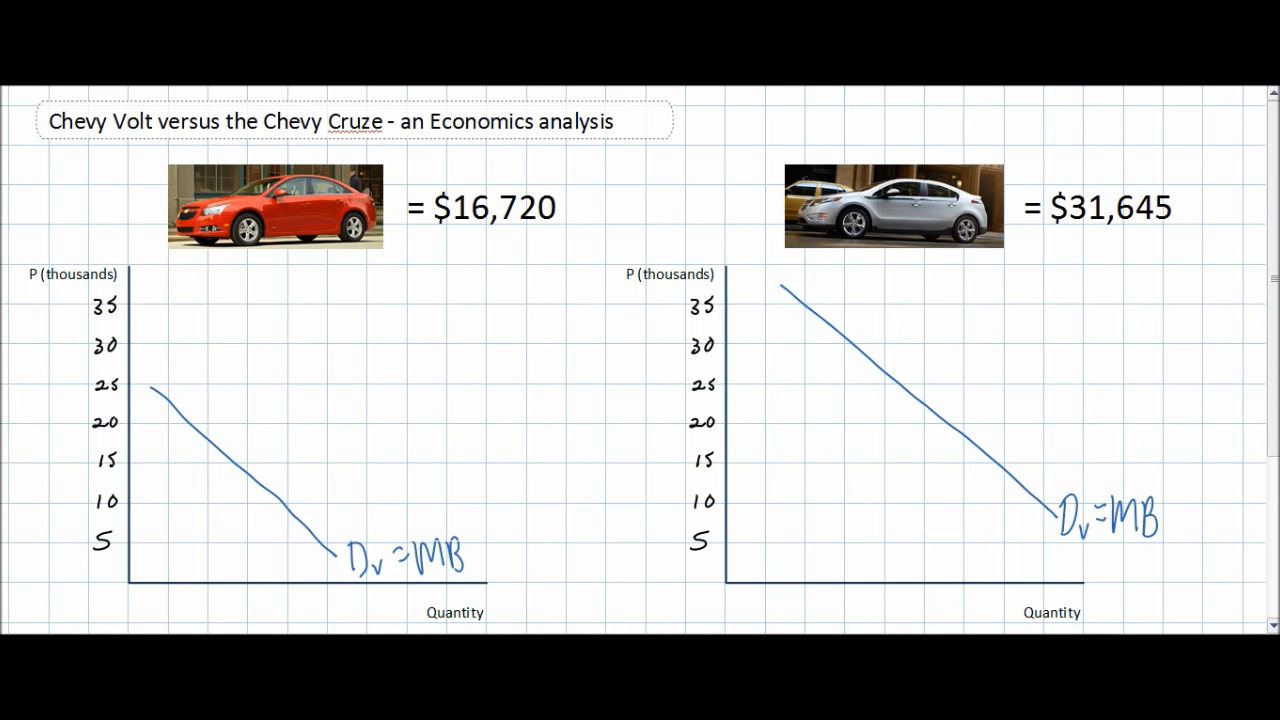 Chevy Volt versus the Chevy Cruze - an Economics analysis
= $16,720
= $31,645
P (thousands)
35
30
25
20
15
10
5
Dv = MB
Quantity
P (thousands)
35
30
25
20
15
10
5
Dv = MB
Quantity